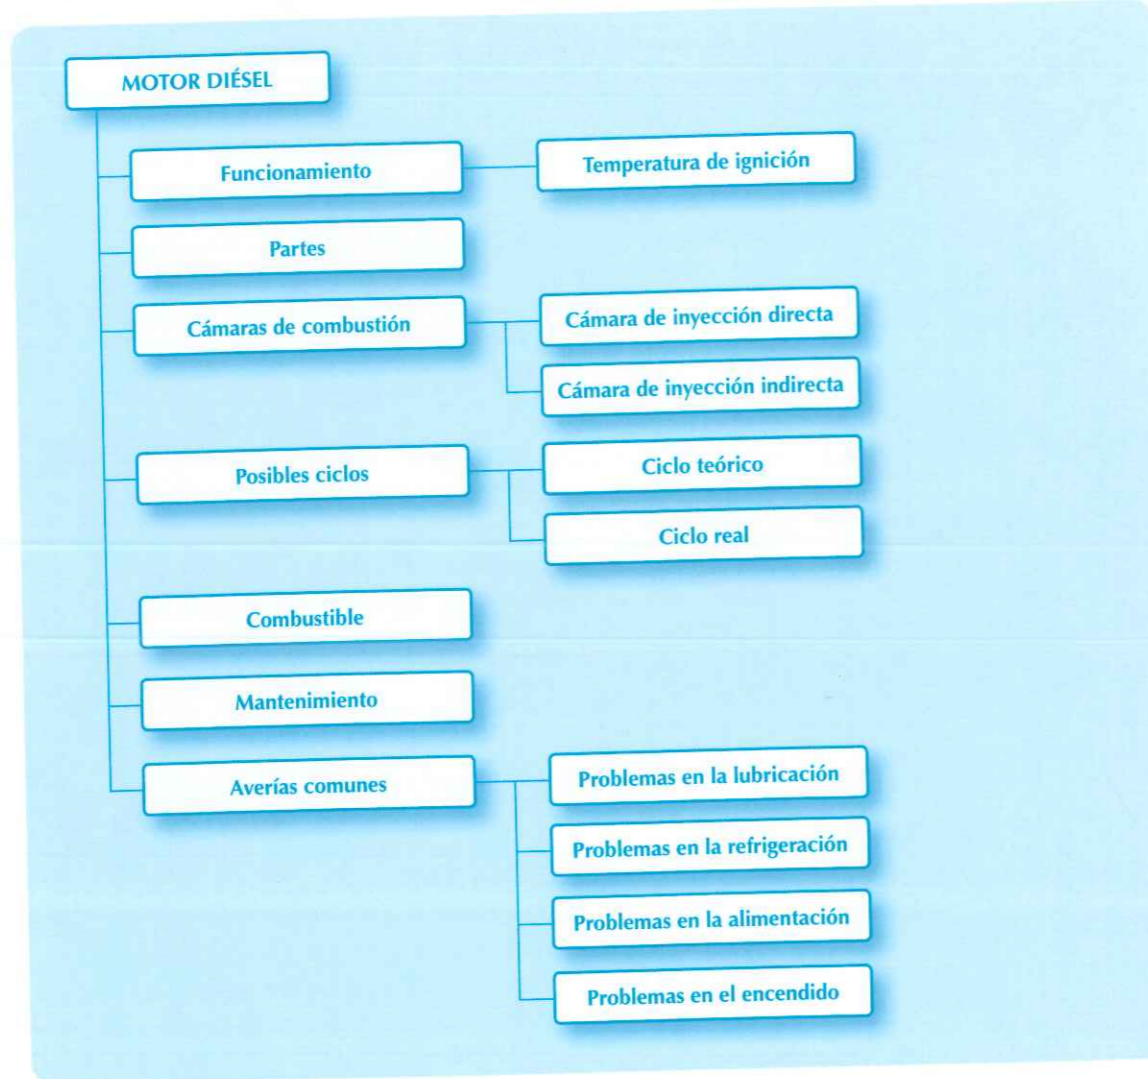 MOTOR DIÉSEL
Funcionamiento
Temperatura de ignición
Partes
Cámaras de combustión
Cámara de inyección directa
Cámara de inyección indirecta
Posibles ciclos
Ciclo teórico
Ciclo real
Combustible
Mantenimiento
Averías comunes
Problemas en la lubricación
Problemas en la refrigeración
Problemas en la alimentación
Problemas en el encendido